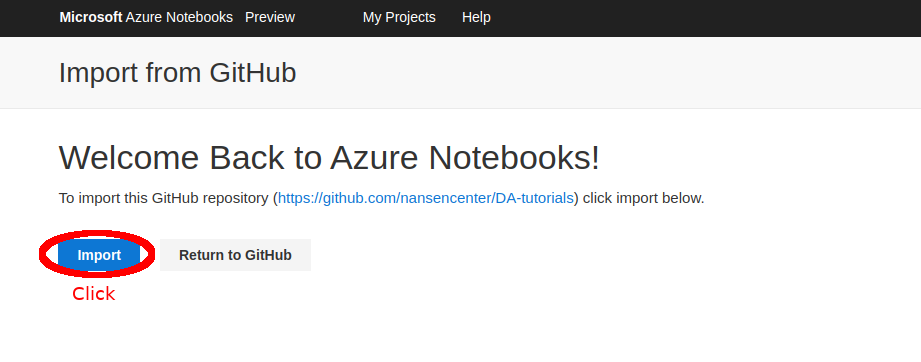 Microsoft Azure Notebooks Preview My Projects Help
Import from GitHub
Welcome Back to Azure Notebooks!
To import this GitHub repository (https://github.com/nansencenter/DA-tutorials) click import below.
Import Return to GitHub
Click